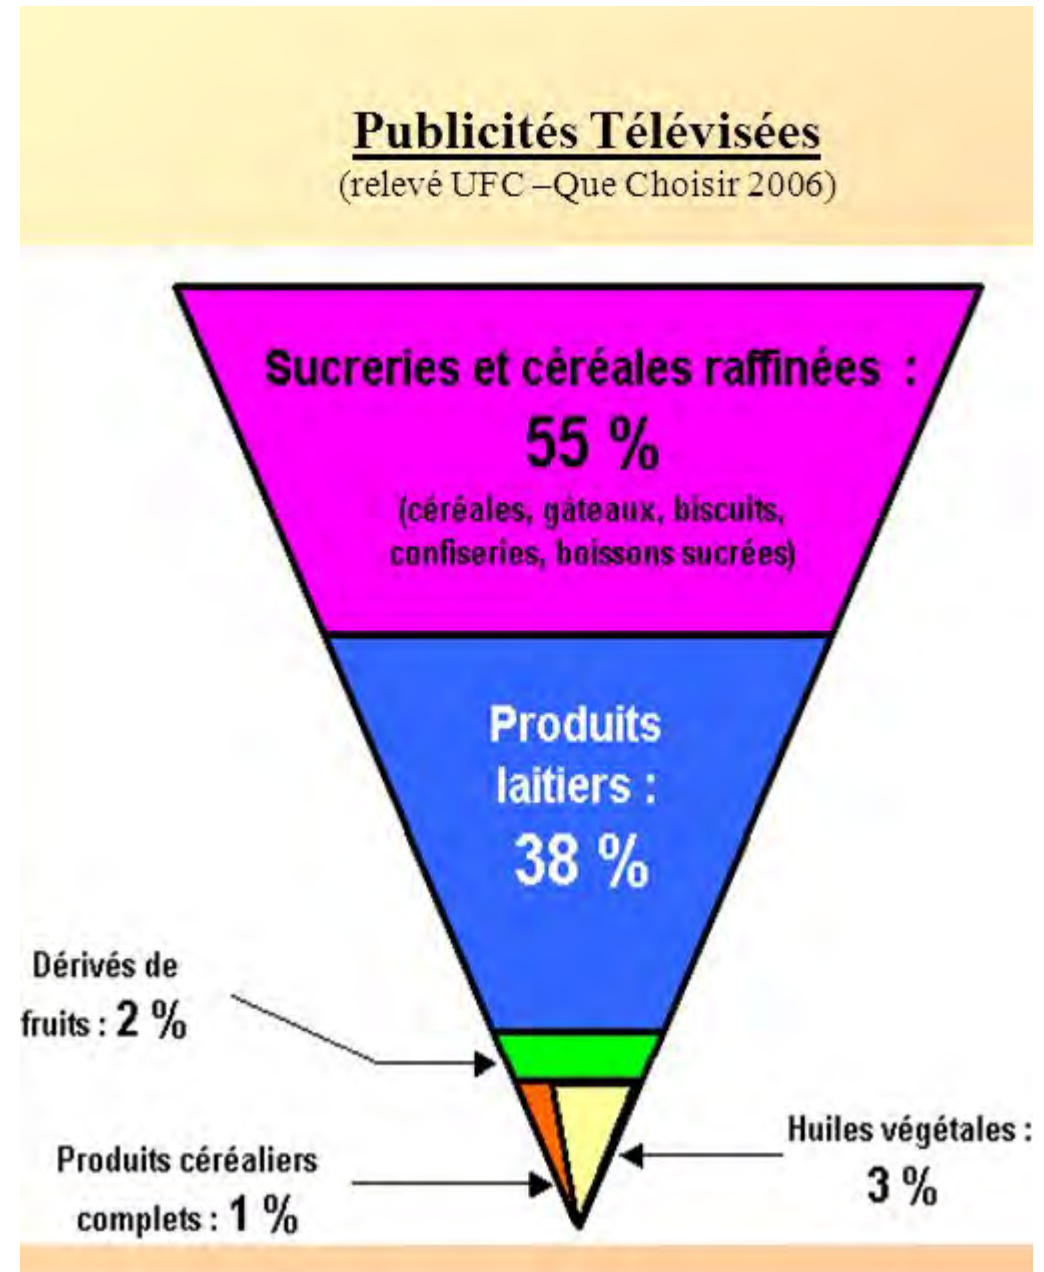 Publicités Télévisées
(relevé UFC –Que Choisir 2006)
Sucreries et céréales raffinées :
55 %
(céréales, gâteaux, biscuits,
confiseries, boissons sucrées)
Produits
laitiers :
38 %
Dérivés de
fruits : 2 %
Huiles végétales :
3 %
Produits céréaliers
complets : 1 %